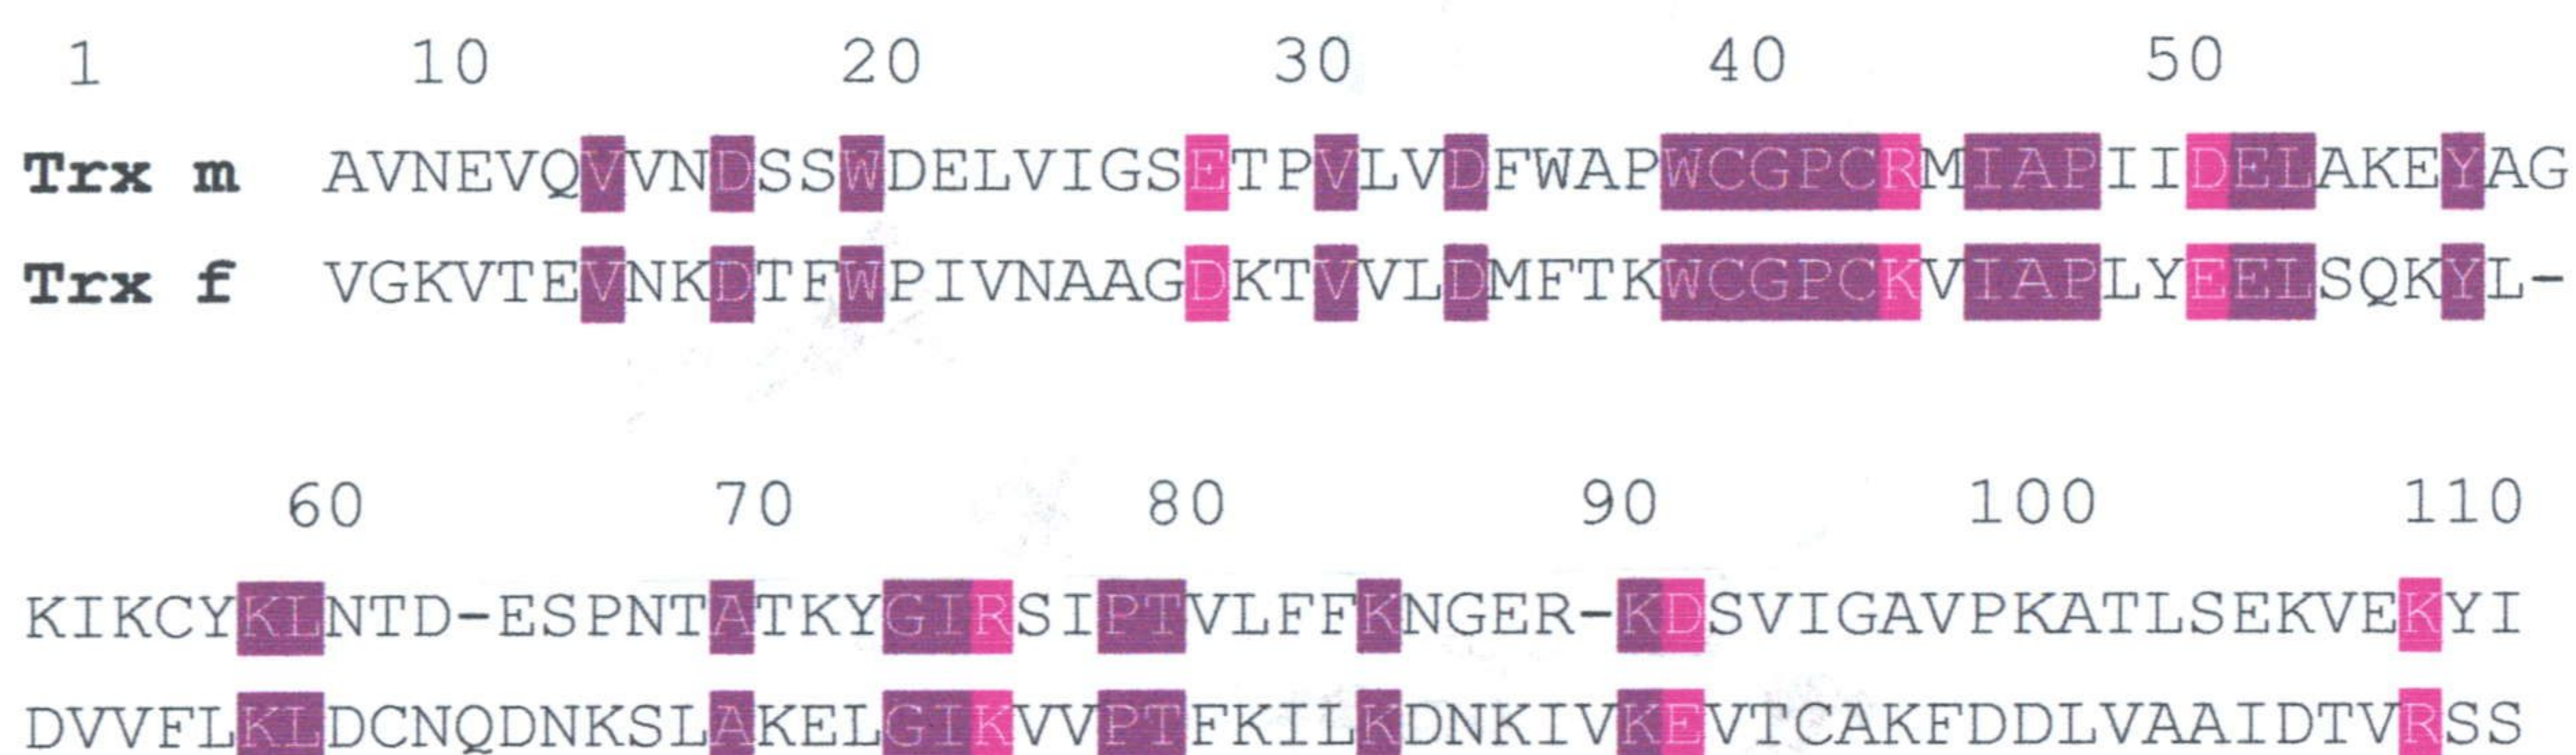 1 10 20 30 40 50
Trx m AVNEVQVVNDSSWDELVIGSETPVLVDFWAPWCGPCRMIAPIIDELAKEYAG
Trx f VGKVTEVNKDTFWPIVNAAGDKTVVLDMFTKWCGPCKVIAPLYEELSQKYL-
60 70 80 90 100 110
KIKCYKLNTD-ESPNTATKYGIRSIPTVLFFKNGER-KDSVIGAVPKATLSEKVEKYI
DVVFLKLDCNQDNKSLAKELGIKVVPTFKILKDNKIVKEVTCAKFDDLVAAIDTVRSS